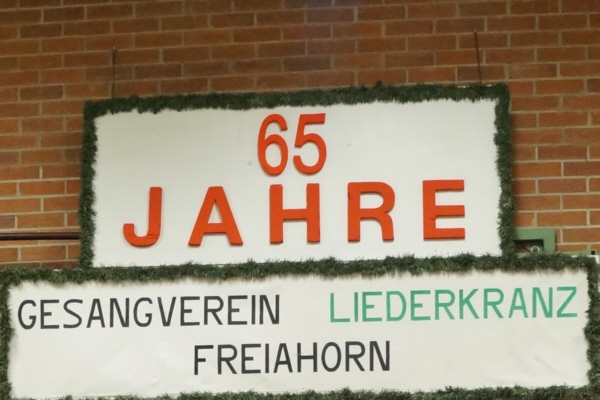 65
JAHRE
GESANGVEREIN LIEDERKRANZ
FREIAHORN